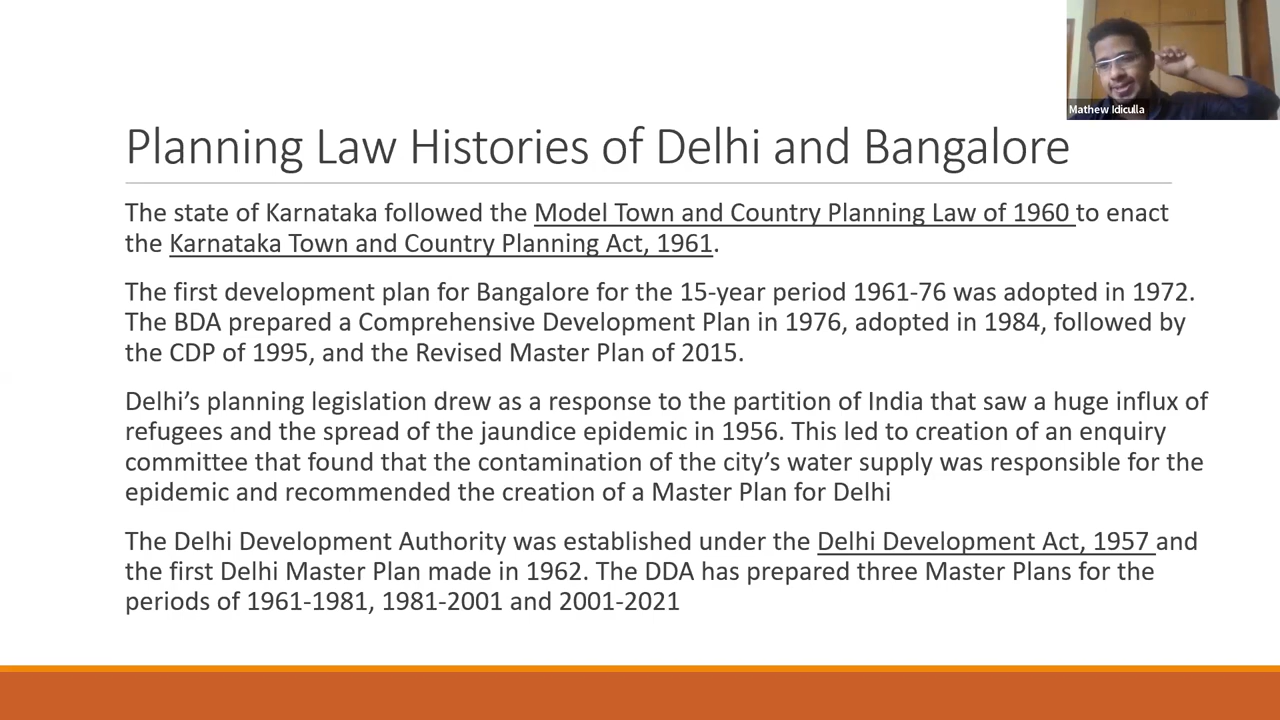 Mathew Idiculla
Planning Law Histories of Delhi and Bangalore
The state of Karnataka followed the Model Town and Country Planning Law of 1960 to enact
the Karnataka Town and Country Planning Act, 1961.
The first development plan for Bangalore for the 15-year period 1961-76 was adopted in 1972.
The BDA prepared a Comprehensive Development Plan in 1976, adopted in 1984, followed by
the CDP of 1995, and the Revised Master Plan of 2015.
Delhi’s planning legislation drew as a response to the partition of India that saw a huge influx of
refugees and the spread of the jaundice epidemic in 1956. This led to creation of an enquiry
committee that found that the contamination of the city’s water supply was responsible for the
epidemic and recommended the creation of a Master Plan for Delhi
The Delhi Development Authority was established under the Delhi Development Act, 1957 and
the first Delhi Master Plan made in 1962. The DDA has prepared three Master Plans for the
periods of 1961-1981, 1981-2001 and 2001-2021